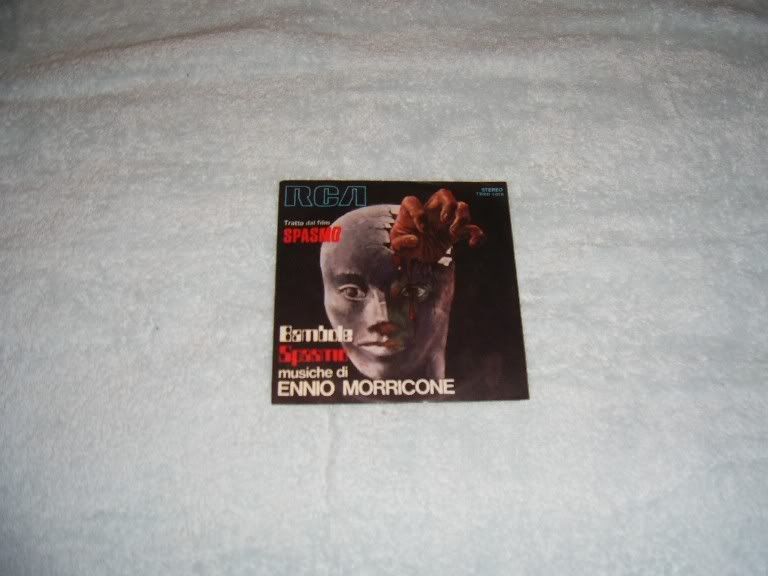 RCA
STEREO
Tratto dal film
SPASMO
Bambole
Spasmo
musiche di
ENNIO MORRICONE